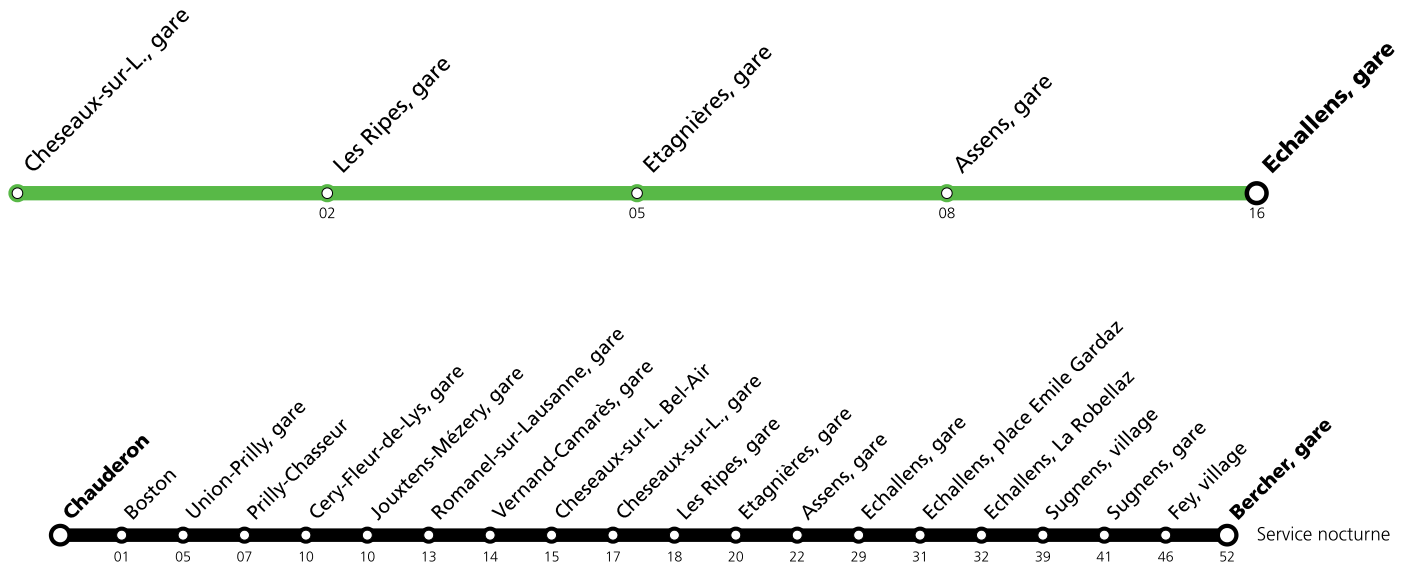 Cheseaux-sur-L., gare
Les Ripes, gare
Etagnières, gare
Assens, gare
Echallens, gare
02
05
08
16
Chauderon
Boston
Union-Prilly, gare
Prilly-Chasseur
Cery-Fleur-de-Lys, gare
Jouxtens-Mézery, gare
Romanel-sur-Lausanne, gare
Vernand-Camarès, gare
Cheseaux-sur-L. Bel-Air
Cheseaux-sur-L., gare
Les Ripes, gare
Etagnières, gare
Assens, gare
Echallens, gare
Echallens, place Emile Gardaz
Echallens, La Robellaz
Sugnens, village
Sugnens, gare
Fey, village
Bercher, gare
Service nocturne
01
05
07
10
10
13
14
15
17
18
20
22
29
31
32
39
41
46
52